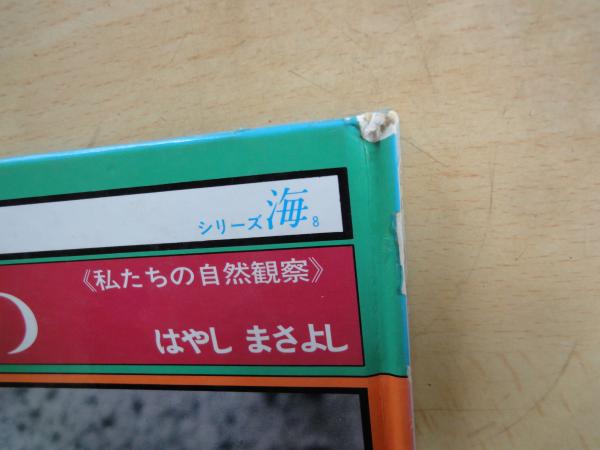 シリーズ海8
《私たちの自然観察》
はやし まさよし